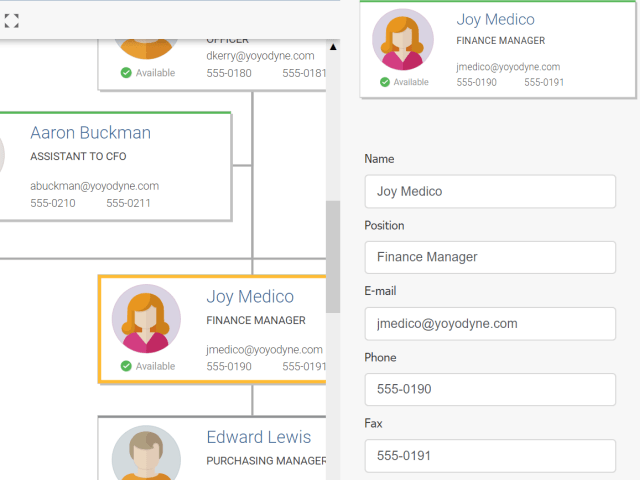 OFFICER
dkerry@yoyodyne.com
Available
555-0180
555-0181
Aaron Buckman
ASSISTANT TO CFO
abuckman@yoyodyne.com
555-0210
555-0211
Joy Medico
FINANCE MANAGER
jmedico@yoyodyne.com
Available
555-0190
555-0191
Edward Lewis
PURCHASING MANAGER
Joy Medico
FINANCE MANAGER
jmedico@yoyodyne.com
Available
555-0190
555-0191
Name
Joy Medico
Position
Finance Manager
E-mail
jmedico@yoyodyne.com
Phone
555-0190
Fax
555-0191